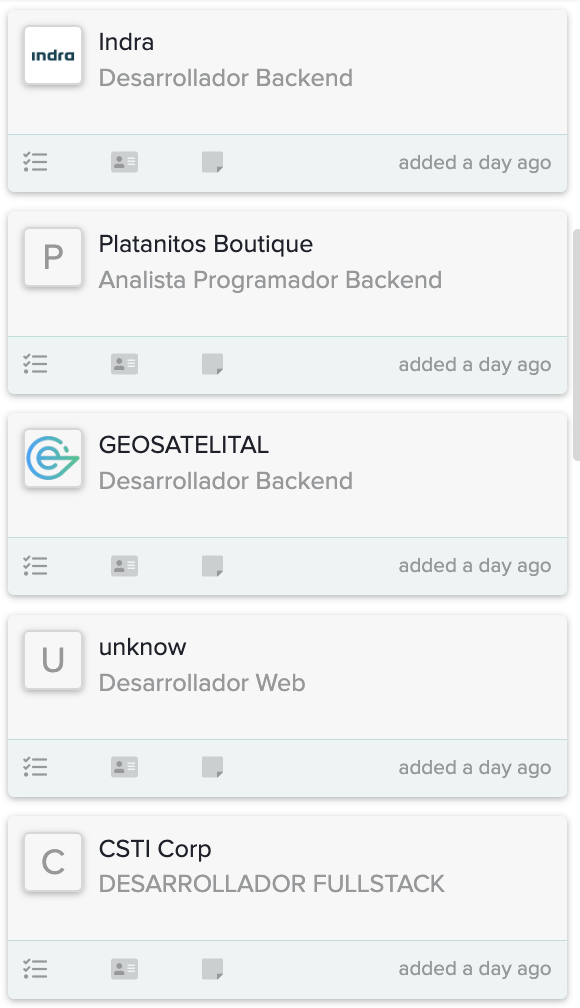 indra
Indra
Desarrollador Backend
added a day ago
P
Platanitos Boutique
Analista Programador Backend
added a day ago
GEOSATELITAL
Desarrollador Backend
added a day ago
U
unknow
Desarrollador Web
added a day ago
C
CSTI Corp
DESARROLLADOR FULLSTACK
added a day ago